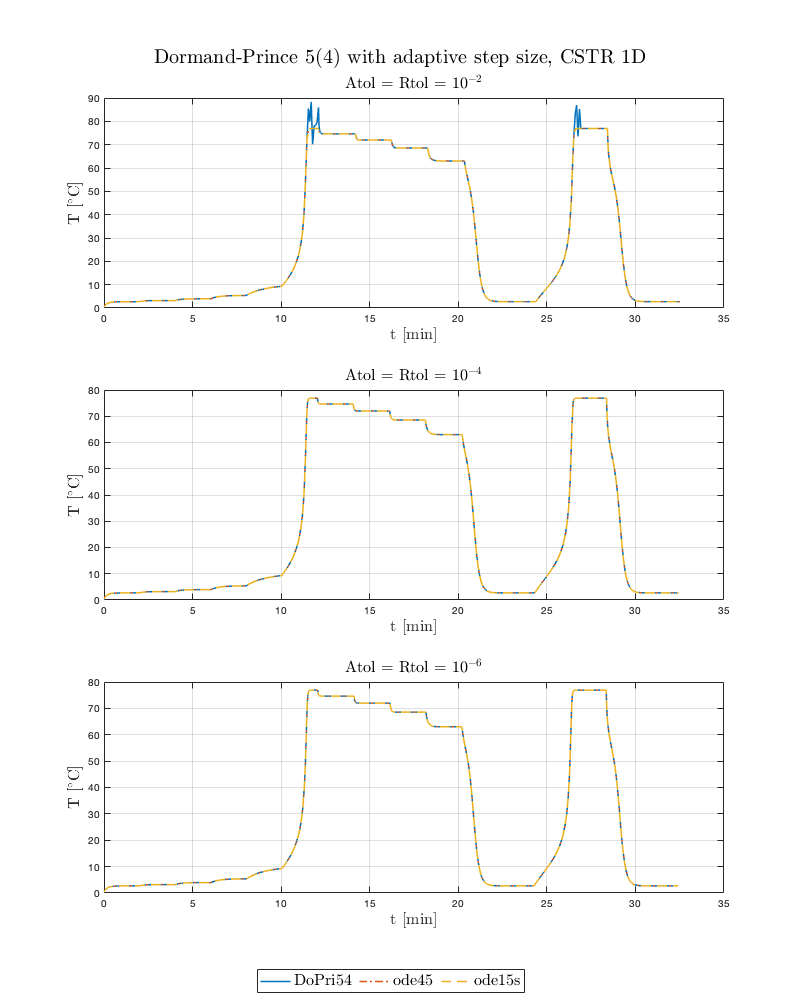 Dormand-Prince 5(4) with adaptive step size, CSTR 1D
Atol = Rtol = 10⁻²
90
80
70
60
50
40
30
20
10
0
T [°C]
0 5 10 15 20 25 30 35
t [min]
Atol = Rtol = 10⁻⁴
80
70
60
50
40
30
20
10
0
T [°C]
0 5 10 15 20 25 30 35
t [min]
Atol = Rtol = 10⁻⁶
80
70
60
50
40
30
20
10
0
T [°C]
0 5 10 15 20 25 30 35
t [min]
DoPri54 ode45 ode15s